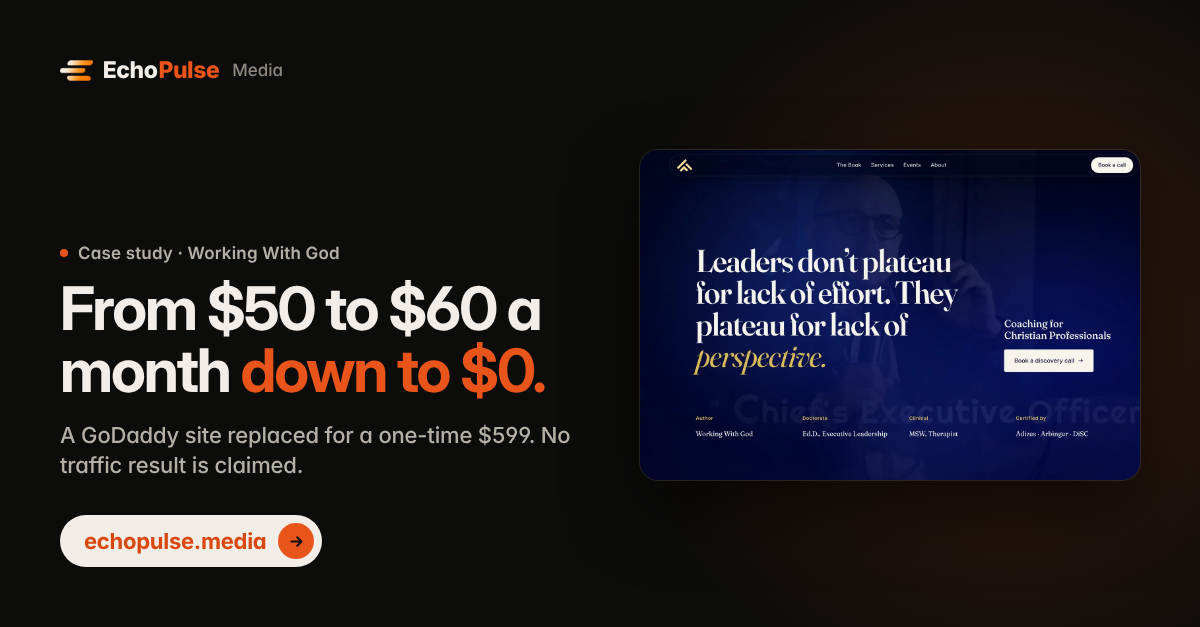 EchoPulse Media
Case study · Working With God
From $50 to $60 a
month down to $0.
A GoDaddy site replaced for a one-time $599. No
traffic result is claimed.
echopulse.media →
The Book Services Events About Book a call
Leaders don't plateau
for lack of effort. They
plateau for lack of
perspective.
Coaching for
Christian Professionals
Book a discovery call →
" Chief's Executive Officer
Author Doctorate Clinical Certified by
Working With God Ed.D., Executive Leadership MSW, Therapist Adizes · Arbinger · DISC